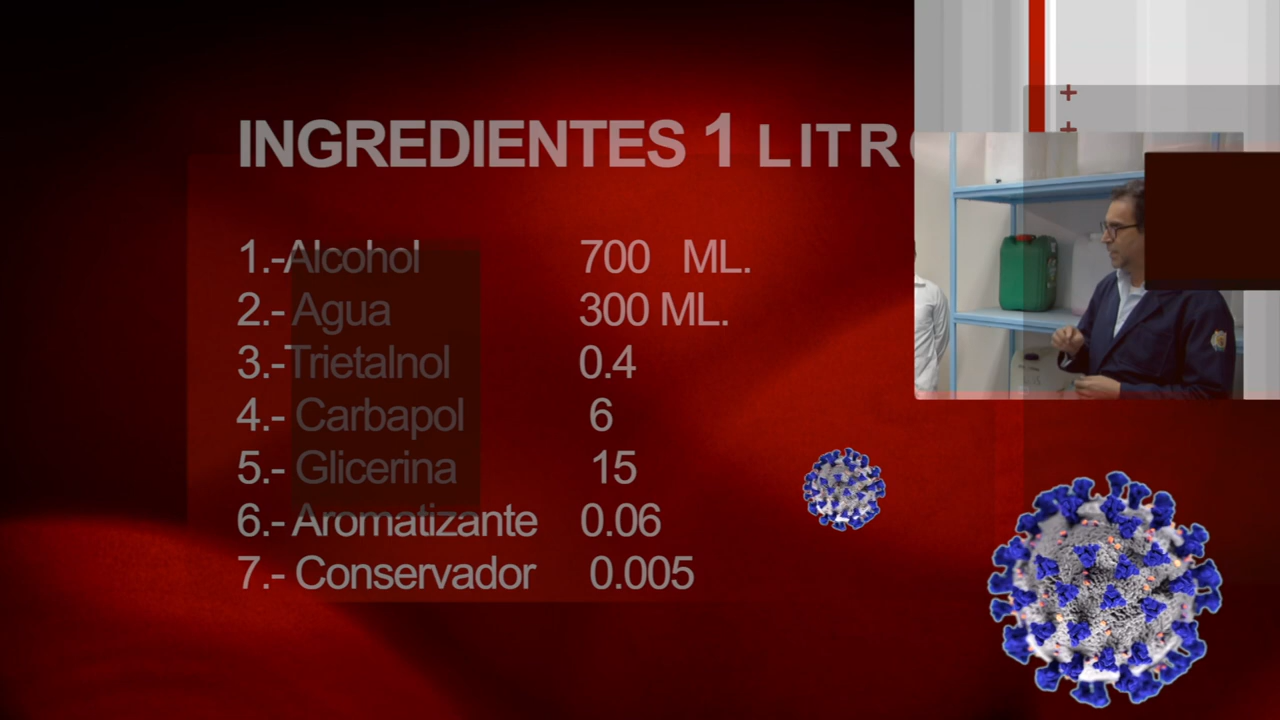 INGREDIENTES 1 LITRO
1.-Alcohol 700 ML.
2.- Agua 300 ML.
3.-Trietalnol 0.4
4.- Carbapol 6
5.- Glicerina 15
6.- Aromatizante 0.06
7.- Conservador 0.005